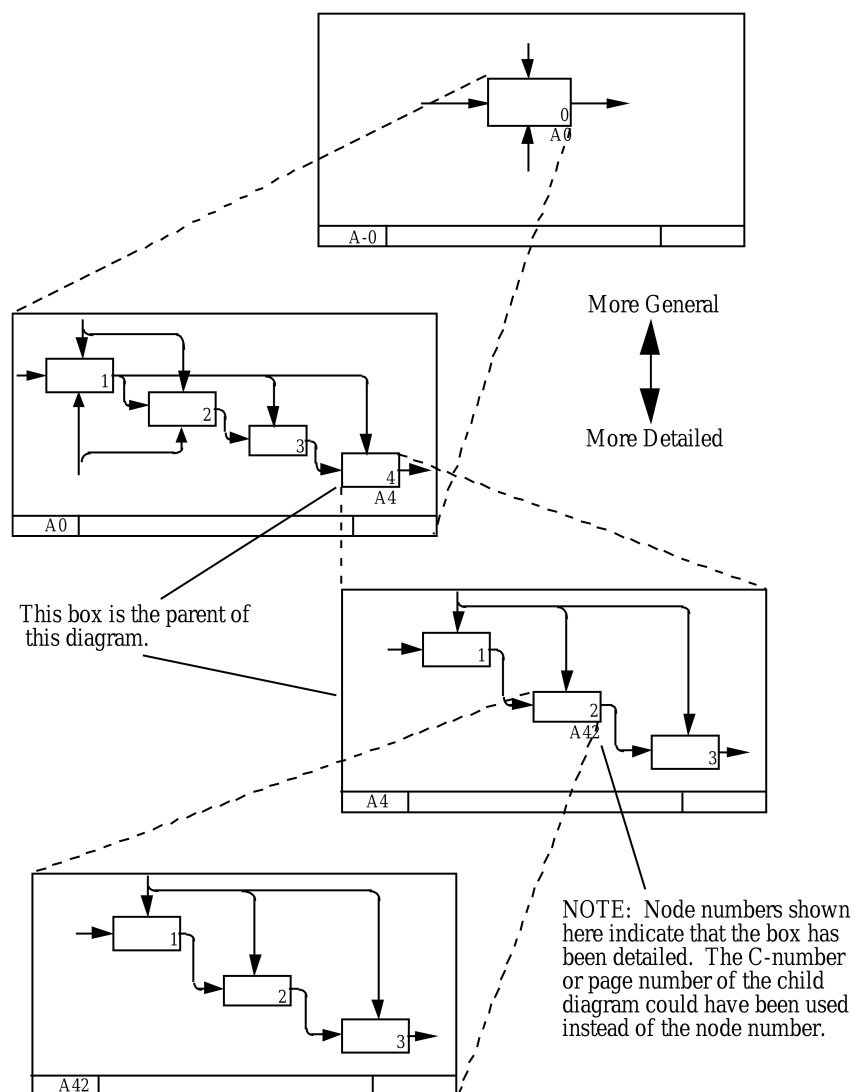 0
A0
A-0
More General
More Detailed
1
2
3
4
A4
A0
This box is the parent of
this diagram.
1
2
A42
3
A4
NOTE:  Node numbers shown
here indicate that the box has
been detailed.  The C-number
or page number of the child
diagram could have been used
instead of the node number.
1
2
3
A42